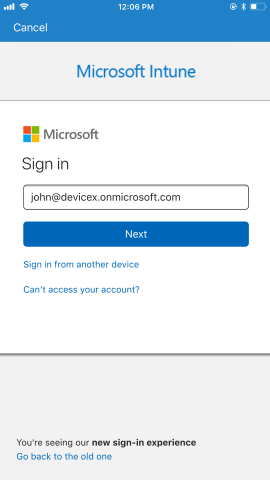 12:06 PM
Cancel
Microsoft Intune
Microsoft
Sign in
john@devicex.onmicrosoft.com
Next
Sign in from another device
Can't access your account?
You're seeing our new sign-in experience
Go back to the old one